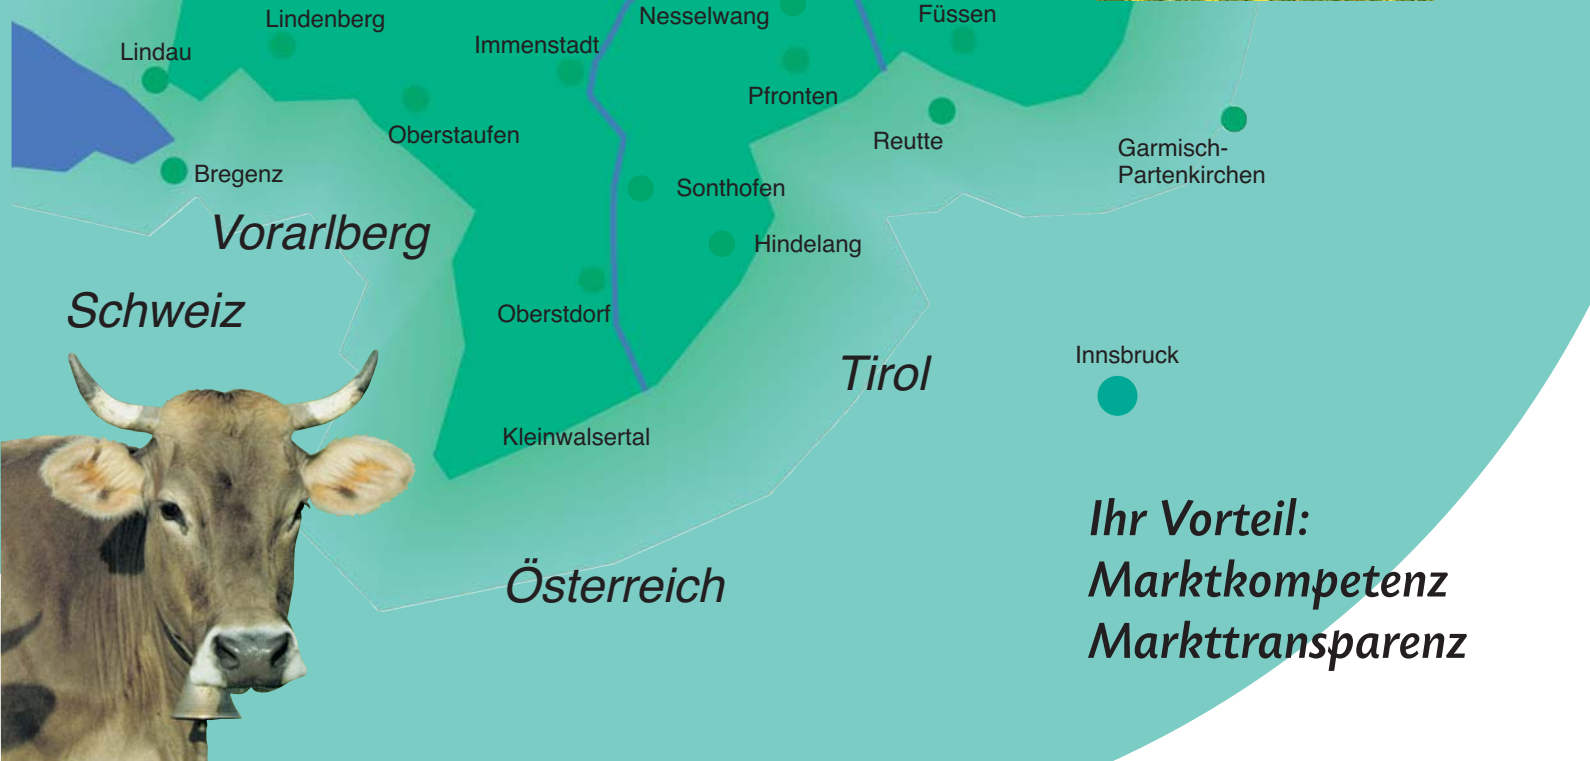 Lindenberg
Nesselwang
Füssen
Lindau
Immenstadt
Pfronten
Oberstaufen
Reutte
Garmisch-
Partenkirchen
Bregenz
Sonthofen
Vorarlberg
Hindelang
Schweiz
Oberstdorf
Tirol
Innsbruck
Kleinwalsertal
Österreich
Ihr Vorteil:
Marktkompetenz
Markttransparenz